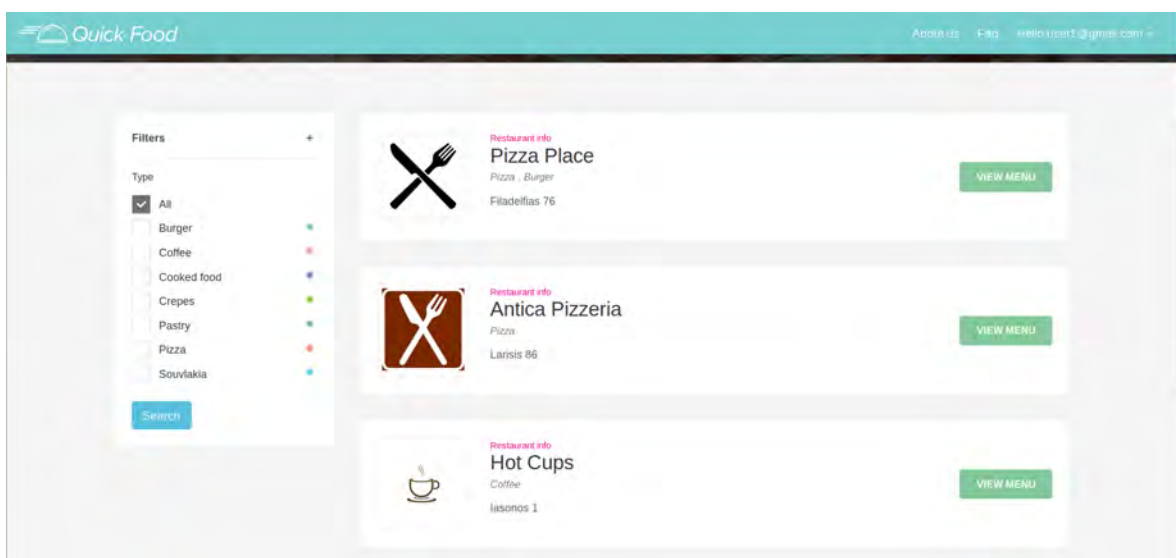 Quick Food
About us Faq Hello user1@gmail.com
Filters +
Type
All
Burger
Coffee
Cooked food
Crepes
Pastry
Pizza
Souvlakia
Search
Restaurant info
Pizza Place
Pizza , Burger
Filadelfias 76
VIEW MENU
Restaurant info
Antica Pizzeria
Pizza
Larisis 86
VIEW MENU
Restaurant info
Hot Cups
Coffee
Iasonos 1
VIEW MENU